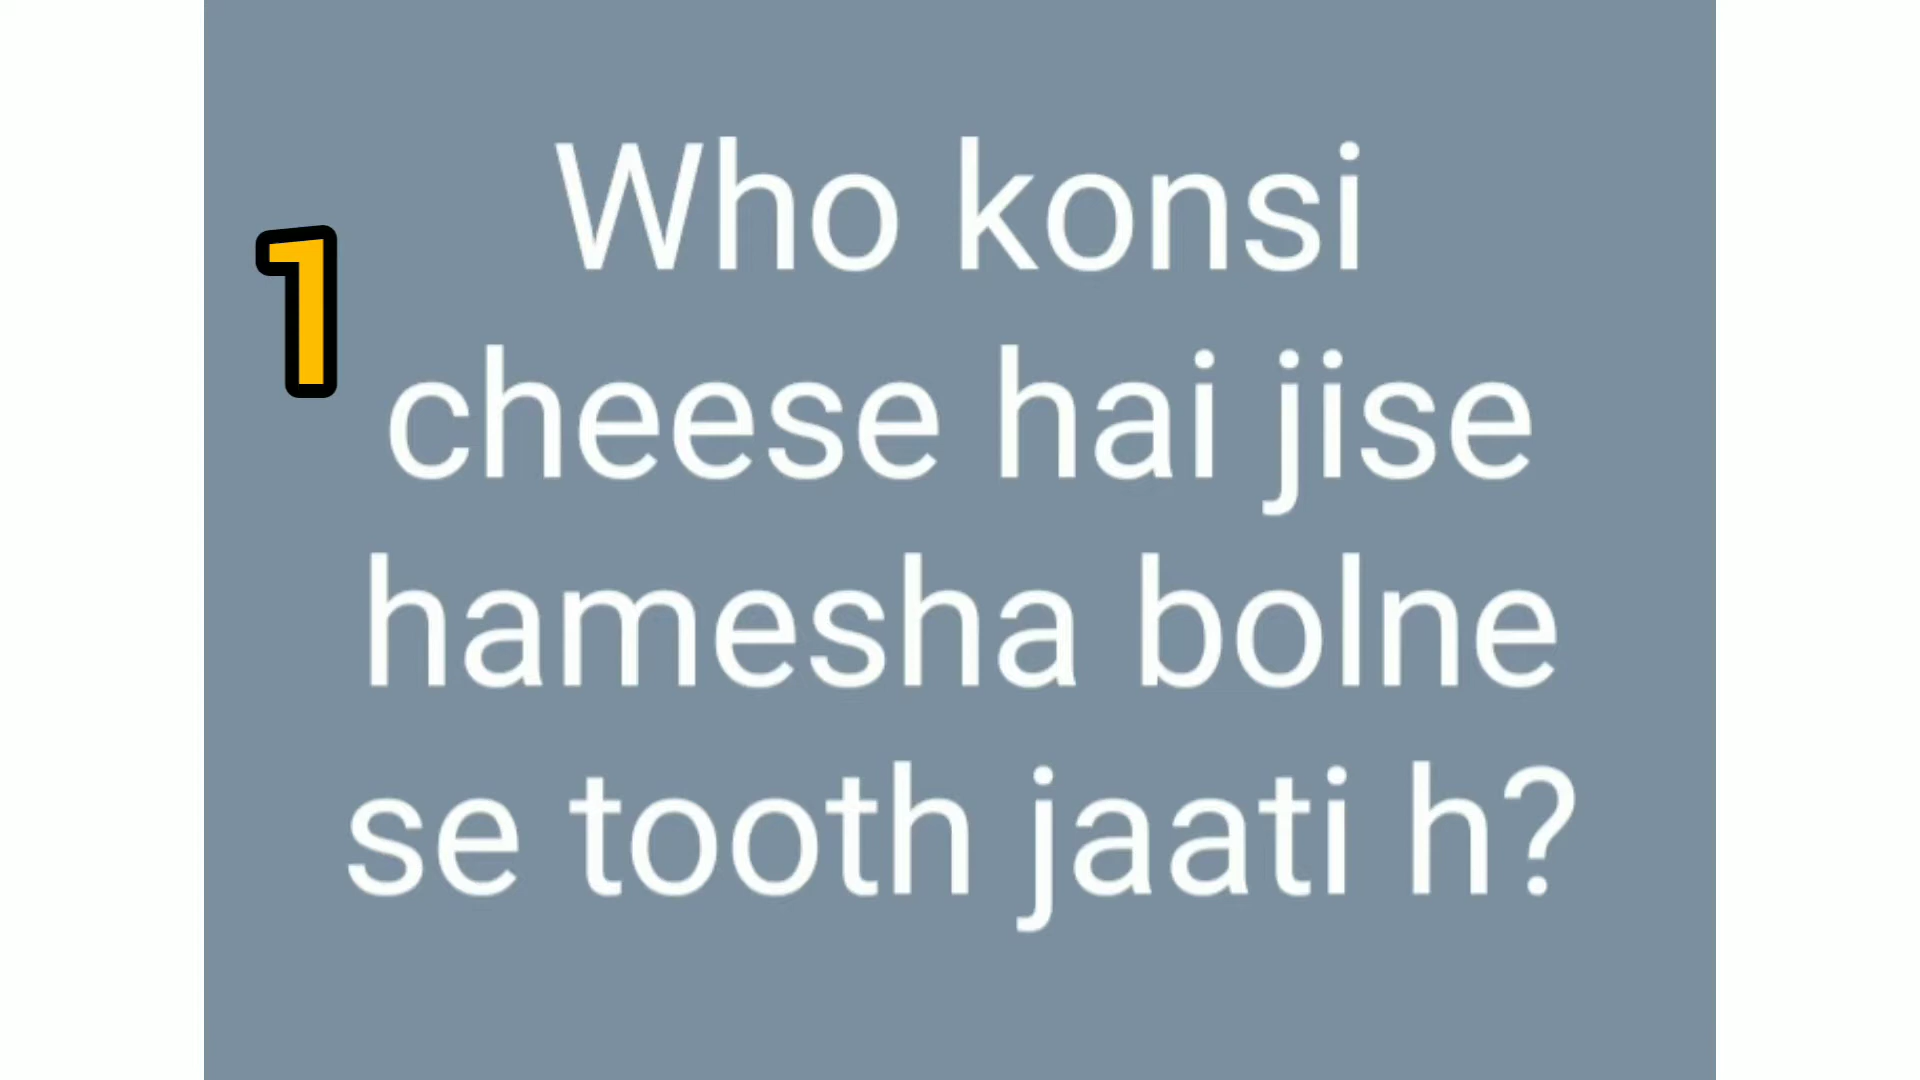 1
Who konsi
cheese hai jise
hamesha bolne
se tooth jaati h?